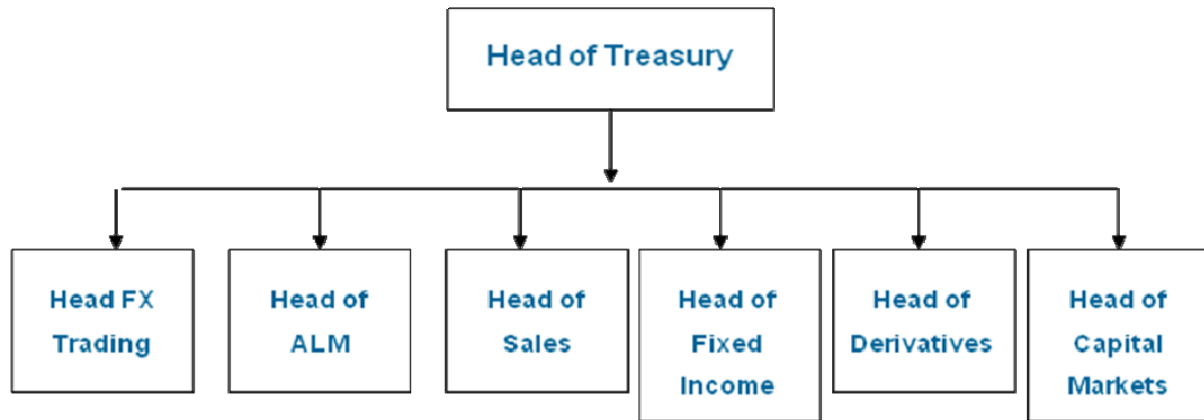 Head of Treasury
Head FX
Trading
Head of
ALM
Head of
Sales
Head of
Fixed
Income
Head of
Derivatives
Head of
Capital
Markets